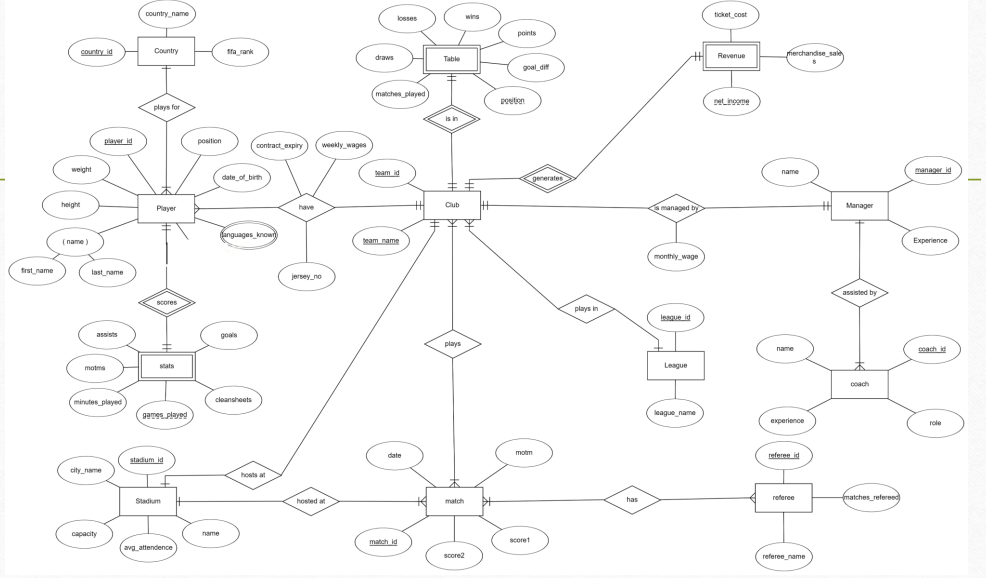 country_name
country_id
Country
fifa_rank
plays for
losses
wins
points
draws
Table
goal_diff
matches_played
position
is in
ticket_cost
Revenue
merchandise_sale
s
net_income
generates
player_id
position
weight
date_of_birth
height
Player
languages_known
( name )
first_name
last_name
contract_expiry
weekly_wages
have
jersey_no
team_id
Club
team_name
is managed by
monthly_wage
name
manager_id
Manager
Experience
assisted by
name
coach_id
coach
experience
role
scores
assists
goals
motms
stats
minutes_played
cleansheets
games_played
plays
plays in
league_id
League
league_name
city_name
stadium_id
Stadium
capacity
avg_attendence
name
hosts at
hosted at
date
motm
match
match_id
score2
score1
has
referee_id
referee
matches_refereed
referee_name